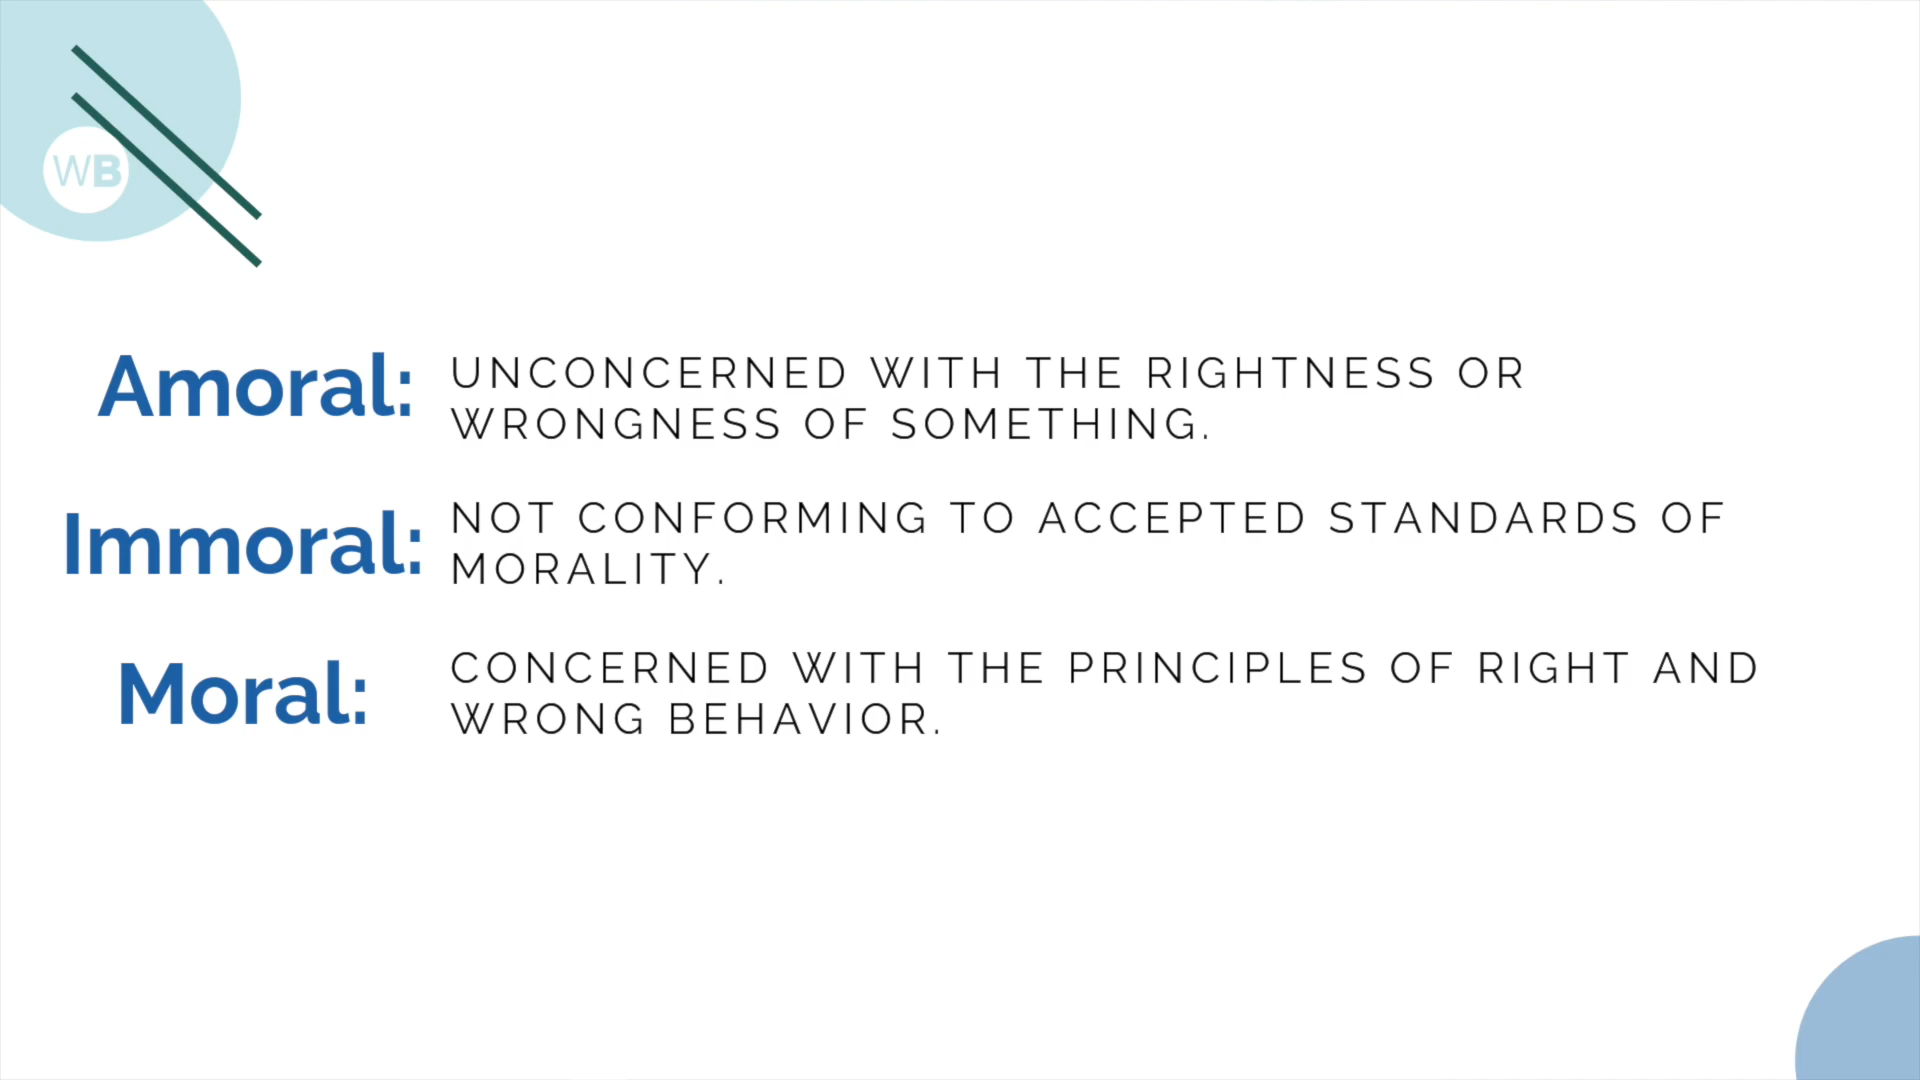 WB
Amoral: UNCONCERNED WITH THE RIGHTNESS OR
WRONGNESS OF SOMETHING.
Immoral: NOT CONFORMING TO ACCEPTED STANDARDS OF
MORALITY.
Moral: CONCERNED WITH THE PRINCIPLES OF RIGHT AND
WRONG BEHAVIOR.